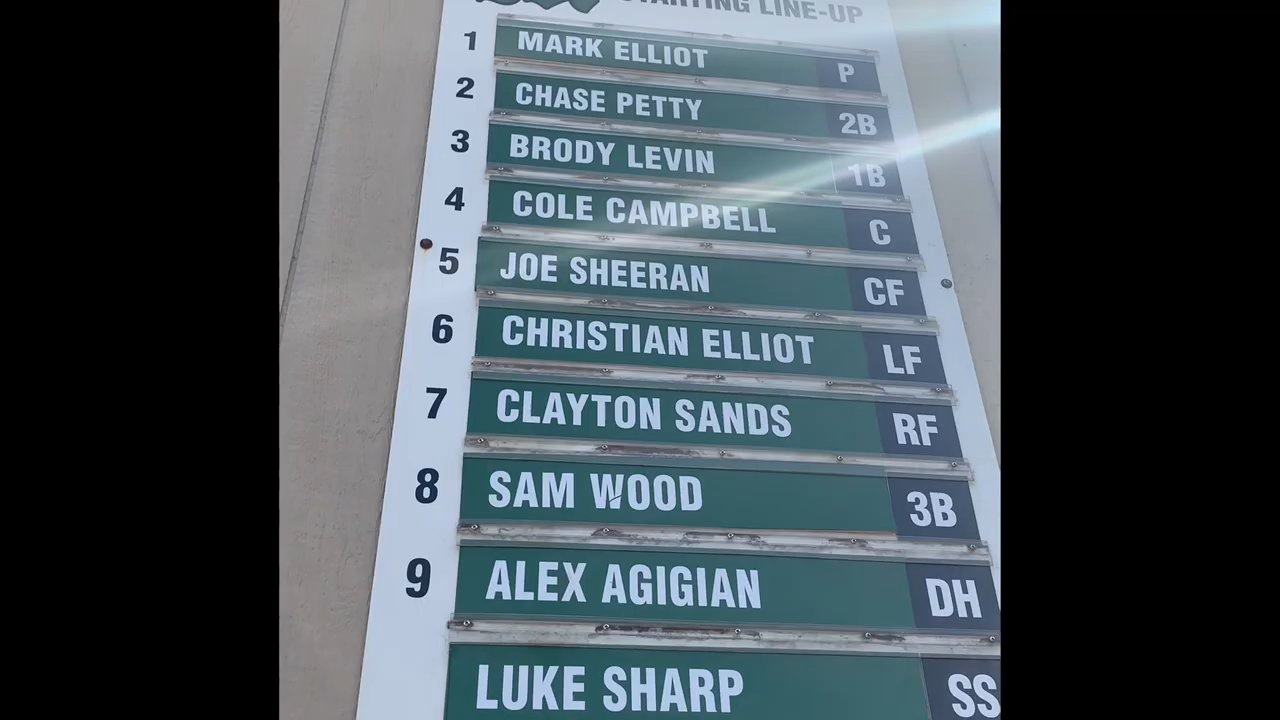 STARTING LINE-UP
1 MARK ELLIOT P
2 CHASE PETTY 2B
3 BRODY LEVIN 1B
4 COLE CAMPBELL C
5 JOE SHEERAN CF
6 CHRISTIAN ELLIOT LF
7 CLAYTON SANDS RF
8 SAM WOOD 3B
9 ALEX AGIGIAN DH
LUKE SHARP SS